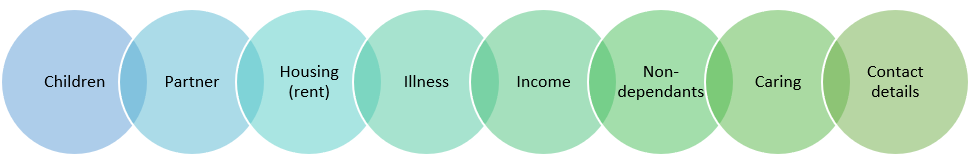 Children
Partner
Housing
(rent)
Illness
Income
Non-
dependants
Caring
Contact
details